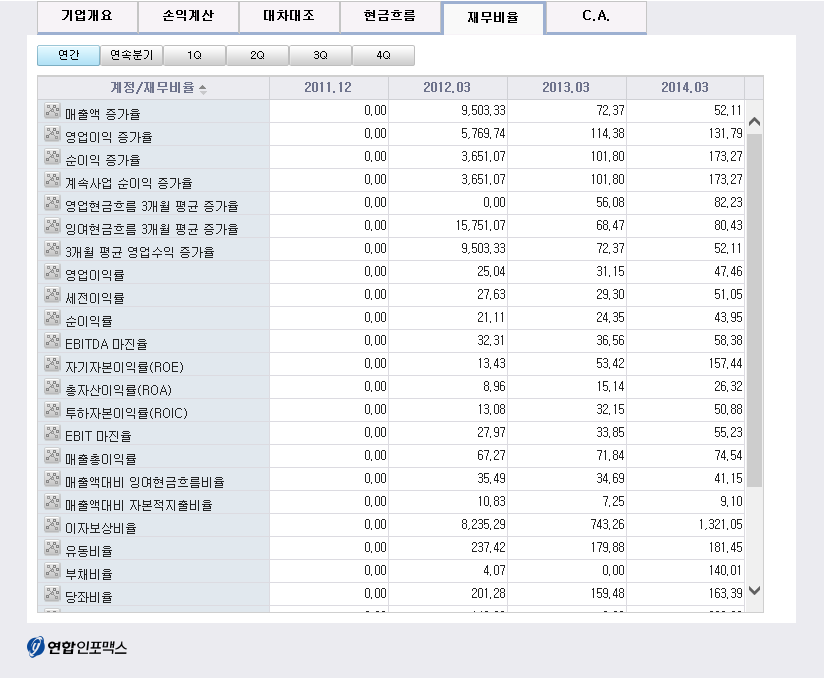 기업개요 손익계산 대차대조 현금흐름 재무비율 C.A.
연간 연속분기 1Q 2Q 3Q 4Q
계정/재무비율 2011.12 2012.03 2013.03 2014.03
매출액 증가율 0.00 9,503.33 72.37 52.11
영업이익 증가율 0.00 5,769.74 114.38 131.79
순이익 증가율 0.00 3,651.07 101.80 173.27
계속사업 순이익 증가율 0.00 3,651.07 101.80 173.27
영업현금흐름 3개월 평균 증가율 0.00 0.00 56.08 82.23
잉여현금흐름 3개월 평균 증가율 0.00 15,751.07 68.47 80.43
3개월 평균 영업수익 증가율 0.00 9,503.33 72.37 52.11
영업이익률 0.00 25.04 31.15 47.46
세전이익률 0.00 27.63 29.30 51.05
순이익률 0.00 21.11 24.35 43.95
EBITDA 마진율 0.00 32.31 36.56 58.38
자기자본이익률(ROE) 0.00 13.43 53.42 157.44
총자산이익률(ROA) 0.00 8.96 15.14 26.32
투하자본이익률(ROIC) 0.00 13.08 32.15 50.88
EBIT 마진율 0.00 27.97 33.85 55.23
매출총이익률 0.00 67.27 71.84 74.54
매출액대비 잉여현금흐름비율 0.00 35.49 34.69 41.15
매출액대비 자본적지출비율 0.00 10.83 7.25 9.10
이자보상비율 0.00 8,235.29 743.26 1,321.05
유동비율 0.00 237.42 179.88 181.45
부채비율 0.00 4.07 0.00 140.01
당좌비율 0.00 201.28 159.48 163.39
연합인포맥스